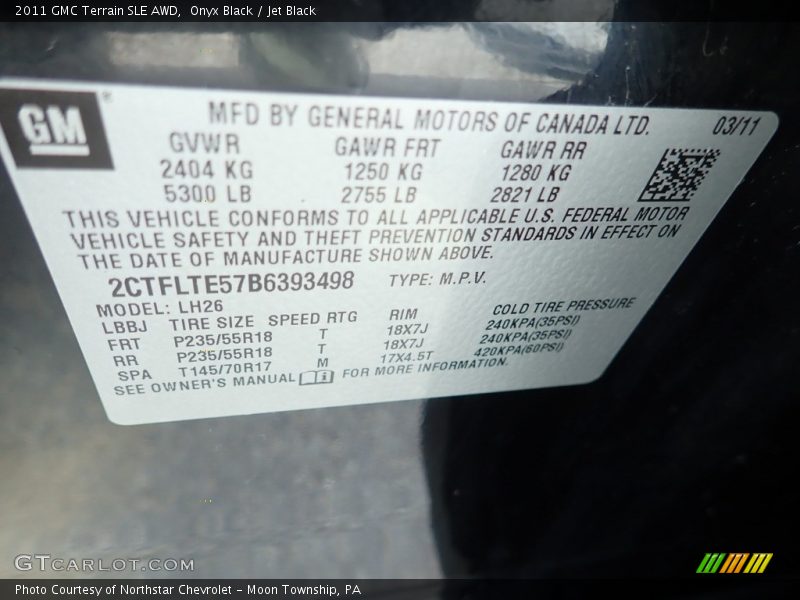 2011 GMC Terrain SLE AWD, Onyx Black / Jet Black
GM
MFD BY GENERAL MOTORS OF CANADA LTD. 03/11
GVWR GAWR FRT GAWR RR
2404 KG 1250 KG 1280 KG
5300 LB 2755 LB 2821 LB
THIS VEHICLE CONFORMS TO ALL APPLICABLE U.S. FEDERAL MOTOR
VEHICLE SAFETY AND THEFT PREVENTION STANDARDS IN EFFECT ON
THE DATE OF MANUFACTURE SHOWN ABOVE.
2CTFLTE57B6393498 TYPE: M.P.V.
MODEL: LH26
LBBJ TIRE SIZE SPEED RTG RIM COLD TIRE PRESSURE
FRT P235/55R18 T 18X7J 240KPA(35PSI)
RR P235/55R18 T 18X7J 240KPA(35PSI)
SPA T145/70R17 M 17X4.5T 420KPA(60PSI)
SEE OWNER'S MANUAL FOR MORE INFORMATION.
GTCARLOT.COM
Photo Courtesy of Northstar Chevrolet - Moon Township, PA